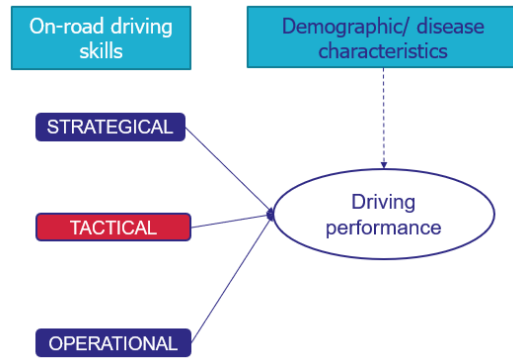 On-road driving
skills
Demographic/ disease
characteristics
STRATEGICAL
TACTICAL
OPERATIONAL
Driving
performance